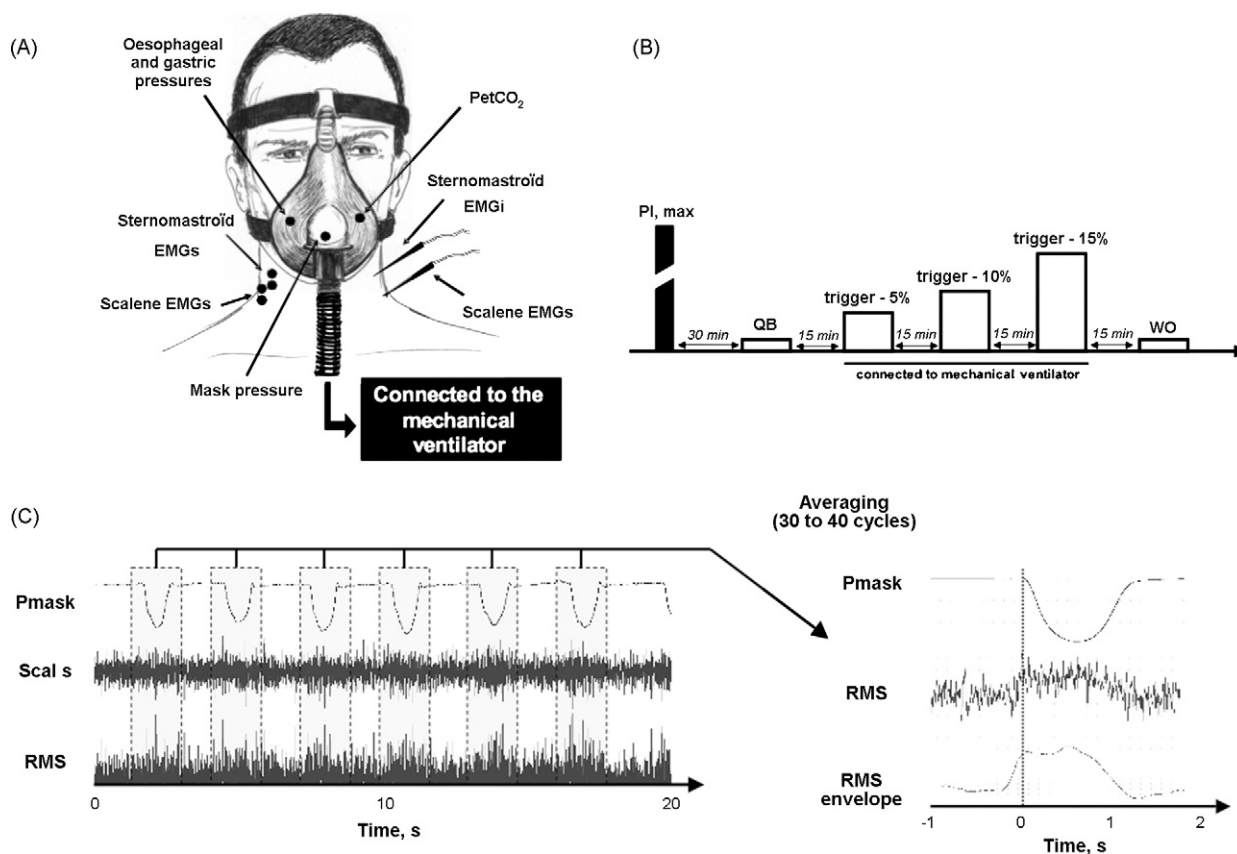 (A)
Oesophageal
and gastric
pressures
PetCO2
Sternomastroïd
EMGi
Sternomastroïd
EMGs
Scalene EMGs
Scalene EMGs
Mask pressure
Connected to the
mechanical
ventilator
(B)
PI, max
trigger - 15%
trigger - 10%
trigger - 5%
QB
WO
30 min
15 min
15 min
15 min
15 min
connected to mechanical ventilator
(C)
Averaging
(30 to 40 cycles)
Pmask
Scal s
RMS
0
10
20
Time, s
Pmask
RMS
RMS
envelope
-1
0
1
2
Time, s